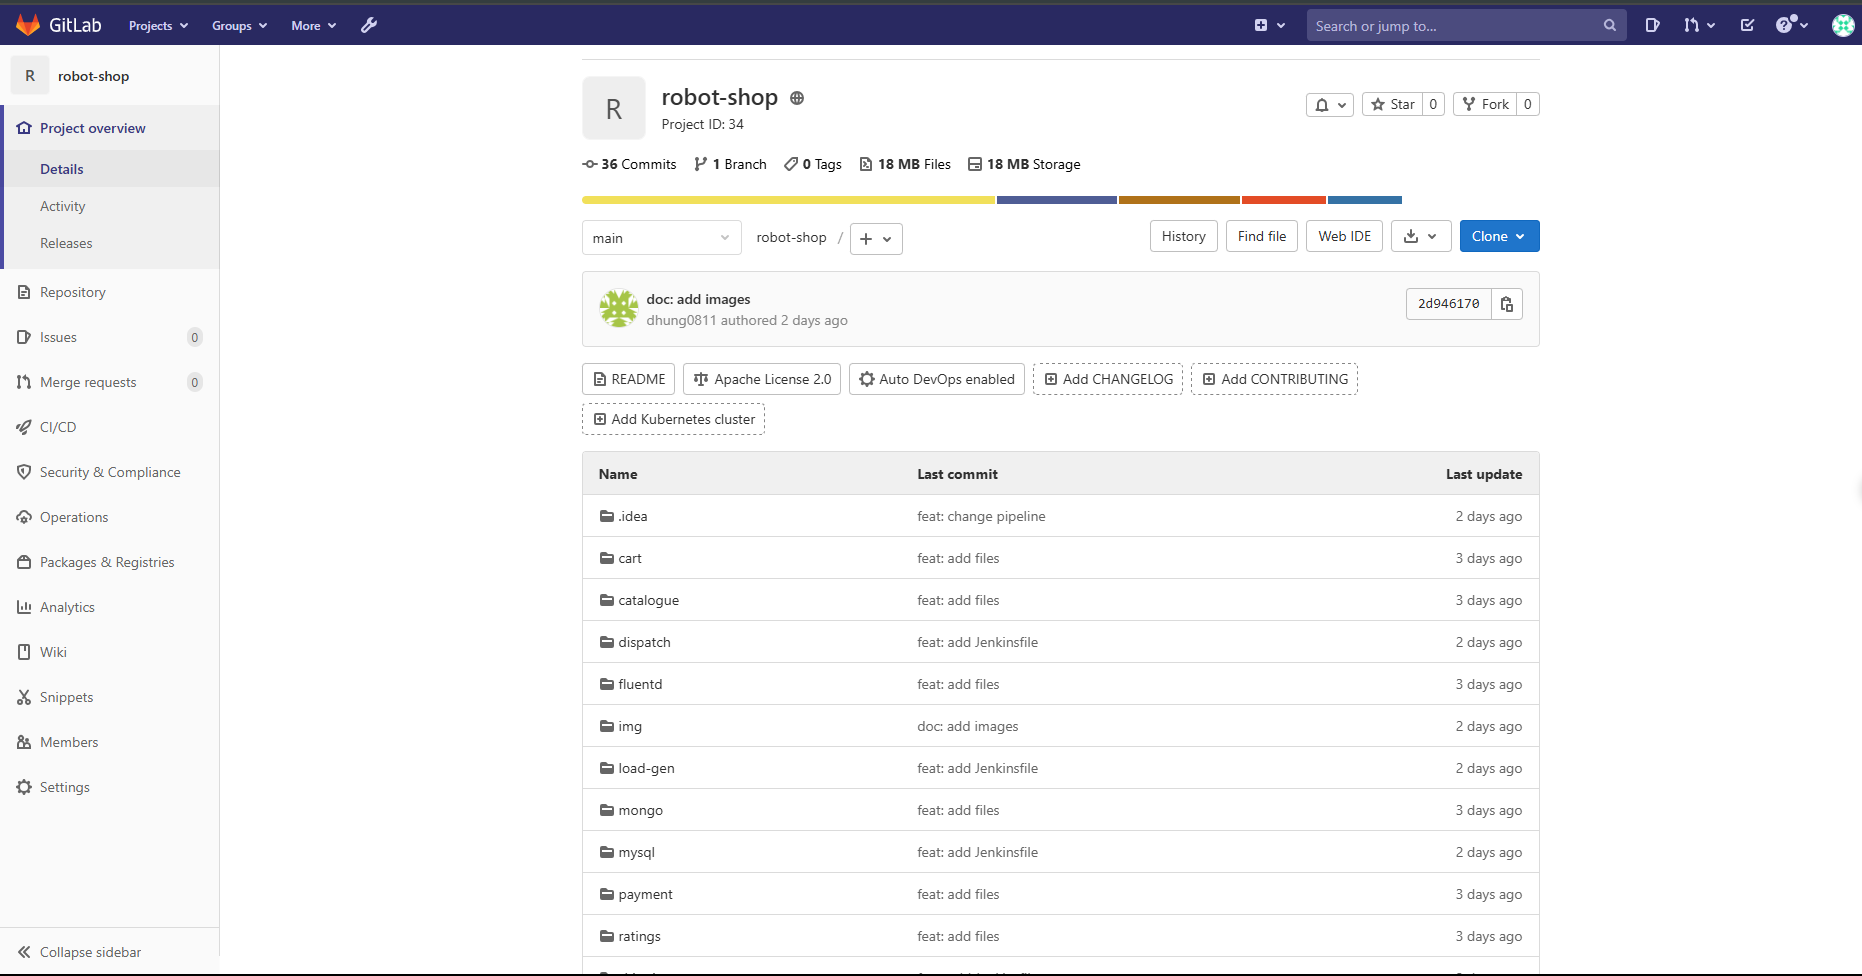 GitLab Projects Groups More Search or jump to...
R robot-shop
Project overview
Details
Activity
Releases
Repository
Issues 0
Merge requests 0
CI/CD
Security & Compliance
Operations
Packages & Registries
Analytics
Wiki
Snippets
Members
Settings
Collapse sidebar
R
robot-shop
Project ID: 34
Star 0 Fork 0
36 Commits 1 Branch 0 Tags 18 MB Files 18 MB Storage
main robot-shop / History Find file Web IDE Clone
doc: add images
dhung0811 authored 2 days ago
2d946170
README Apache License 2.0 Auto DevOps enabled Add CHANGELOG Add CONTRIBUTING
Add Kubernetes cluster
Name Last commit Last update
.idea feat: change pipeline 2 days ago
cart feat: add files 3 days ago
catalogue feat: add files 3 days ago
dispatch feat: add Jenkinsfile 2 days ago
fluentd feat: add files 3 days ago
img doc: add images 2 days ago
load-gen feat: add Jenkinsfile 2 days ago
mongo feat: add files 3 days ago
mysql feat: add Jenkinsfile 2 days ago
payment feat: add files 3 days ago
ratings feat: add files 3 days ago